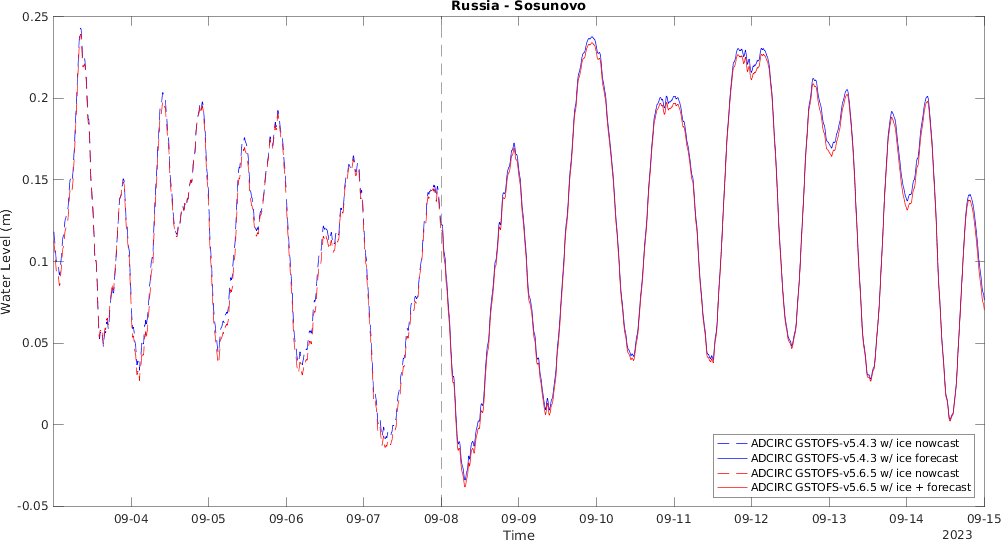 Russia - Sosunovo
0.25
0.2
0.15
0.1
0.05
0
-0.05
Water Level (m)
09-04 09-05 09-06 09-07 09-08 09-09 09-10 09-11 09-12 09-13 09-14 09-15
Time
2023
ADCIRC GSTOFS-v5.4.3 w/ ice nowcast
ADCIRC GSTOFS-v5.4.3 w/ ice forecast
ADCIRC GSTOFS-v5.6.5 w/ ice nowcast
ADCIRC GSTOFS-v5.6.5 w/ ice + forecast